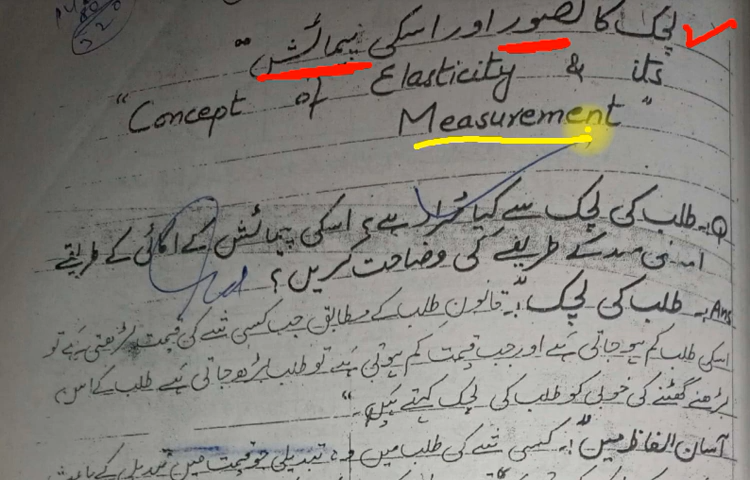 لچک کا تصور اور اسکی پیمائش"
"Concept of Elasticity & its
Measurement"
Q:- طلب کی لچک سے کیا مُراد ہے؟ اسکی پیمائش کے اکائی کے طریقے
کے طریقے کی وضاحت کریں؟
Ans:- طلب کی لچک":- قانون طلب کے مطابق جب کسی شے کی قیمت بڑھتی ہے تو
اسکی طلب کم ہو جاتی ہے اور جب قیمت کم ہوتی ہے تو طلب بڑھ جاتی ہے طلب کے اس
بڑھنے گھٹنے کی خوبی کو طلب کی لچک کہتے ہیں۔"
آسان الفاظ میں":- کسی شے کی طلب میں وہ تبدیلی جو قیمت میں تبدیلی کے باعث